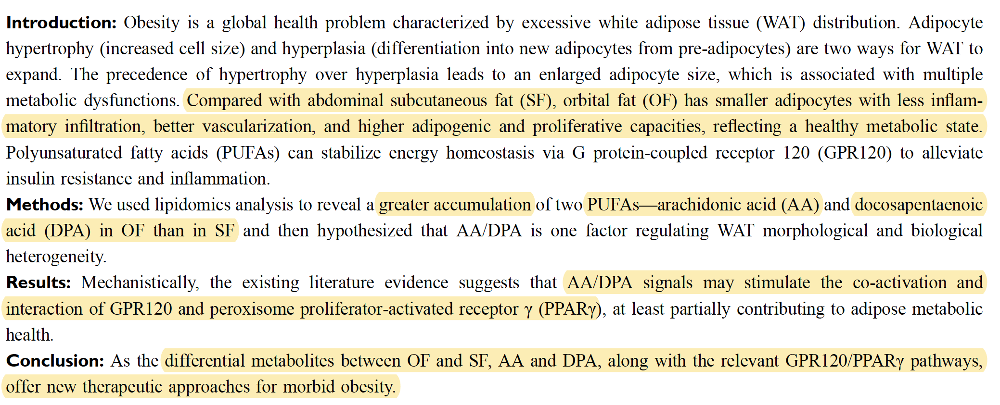 Introduction: Obesity is a global health problem characterized by excessive white adipose tissue (WAT) distribution. Adipocyte
hypertrophy (increased cell size) and hyperplasia (differentiation into new adipocytes from pre-adipocytes) are two ways for WAT to
expand. The precedence of hypertrophy over hyperplasia leads to an enlarged adipocyte size, which is associated with multiple
metabolic dysfunctions. Compared with abdominal subcutaneous fat (SF), orbital fat (OF) has smaller adipocytes with less inflam-
matory infiltration, better vascularization, and higher adipogenic and proliferative capacities, reflecting a healthy metabolic state.
Polyunsaturated fatty acids (PUFAs) can stabilize energy homeostasis via G protein-coupled receptor 120 (GPR120) to alleviate
insulin resistance and inflammation.
Methods: We used lipidomics analysis to reveal a greater accumulation of two PUFAs—arachidonic acid (AA) and docosapentaenoic
acid (DPA) in OF than in SF and then hypothesized that AA/DPA is one factor regulating WAT morphological and biological
heterogeneity.
Results: Mechanistically, the existing literature evidence suggests that AA/DPA signals may stimulate the co-activation and
interaction of GPR120 and peroxisome proliferator-activated receptor γ (PPARγ), at least partially contributing to adipose metabolic
health.
Conclusion: As the differential metabolites between OF and SF, AA and DPA, along with the relevant GPR120/PPARγ pathways,
offer new therapeutic approaches for morbid obesity.